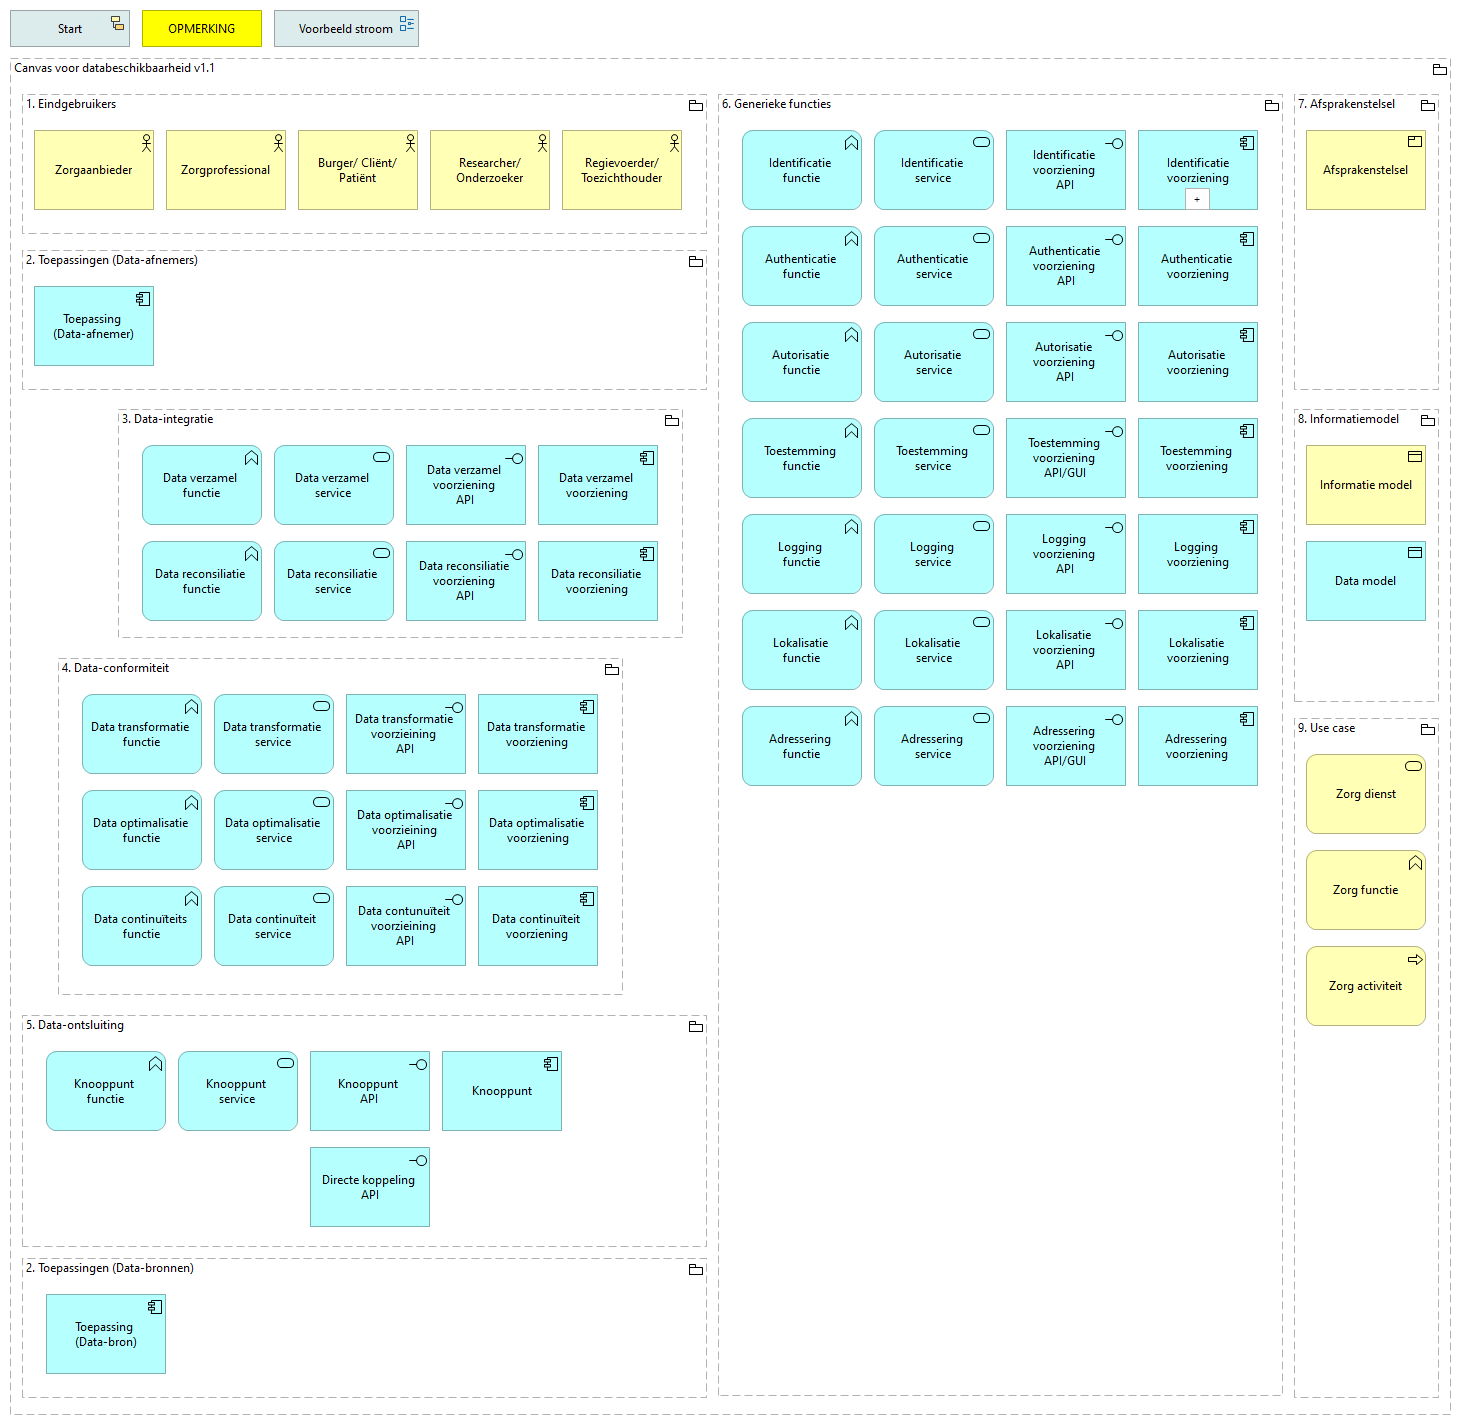 Start
OPMERKING
Voorbeeld stroom
Canvas voor databeschikbaarheid v1.1
1. Eindgebruikers
Zorgaanbieder
Zorgprofessional
Burger/ Cliënt/
Patiënt
Researcher/
Onderzoeker
Regievoerder/
Toezichthouder
2. Toepassingen (Data-afnemers)
Toepassing
(Data-afnemer)
3. Data-integratie
Data verzamel
functie
Data verzamel
service
Data verzamel
voorziening
API
Data verzamel
voorziening
Data reconsiliatie
functie
Data reconsiliatie
service
Data reconsiliatie
voorziening
API
Data reconsiliatie
voorziening
4. Data-conformiteit
Data transformatie
functie
Data transformatie
service
Data transformatie
voorzieining
API
Data transformatie
voorziening
Data optimalisatie
functie
Data optimalisatie
service
Data optimalisatie
voorzieining
API
Data optimalisatie
voorziening
Data continuïteits
functie
Data continuïteit
service
Data contunuïteit
voorzieining
API
Data continuïteit
voorziening
5. Data-ontsluiting
Knooppunt
functie
Knooppunt
service
Knooppunt
API
Knooppunt
Directe koppeling
API
2. Toepassingen (Data-bronnen)
Toepassing
(Data-bron)
6. Generieke functies
Identificatie
functie
Identificatie
service
Identificatie
voorziening
API
Identificatie
voorziening
+
Authenticatie
functie
Authenticatie
service
Authenticatie
voorziening
API
Authenticatie
voorziening
Autorisatie
functie
Autorisatie
service
Autorisatie
voorziening
API
Autorisatie
voorziening
Toestemming
functie
Toestemming
service
Toestemming
voorziening
API/GUI
Toestemming
voorziening
Logging
functie
Logging
service
Logging
voorziening
API
Logging
voorziening
Lokalisatie
functie
Lokalisatie
service
Lokalisatie
voorziening
API
Lokalisatie
voorziening
Adressering
functie
Adressering
service
Adressering
voorziening
API/GUI
Adressering
voorziening
7. Afsprakenstelsel
Afsprakenstelsel
8. Informatiemodel
Informatie model
Data model
9. Use case
Zorg dienst
Zorg functie
Zorg activiteit